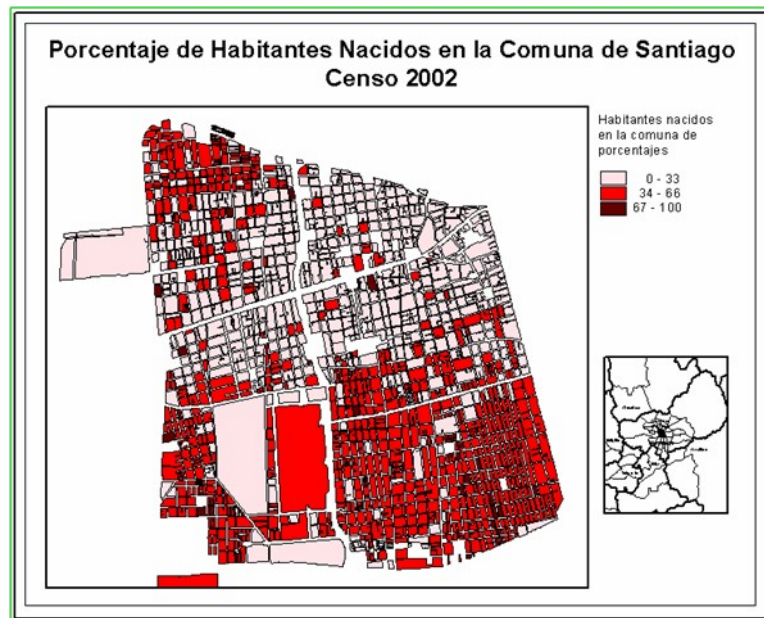 Porcentaje de Habitantes Nacidos en la Comuna de Santiago
Censo 2002
Habitantes nacidos
en la comuna de
porcentajes
0 - 33
34 - 66
67 - 100